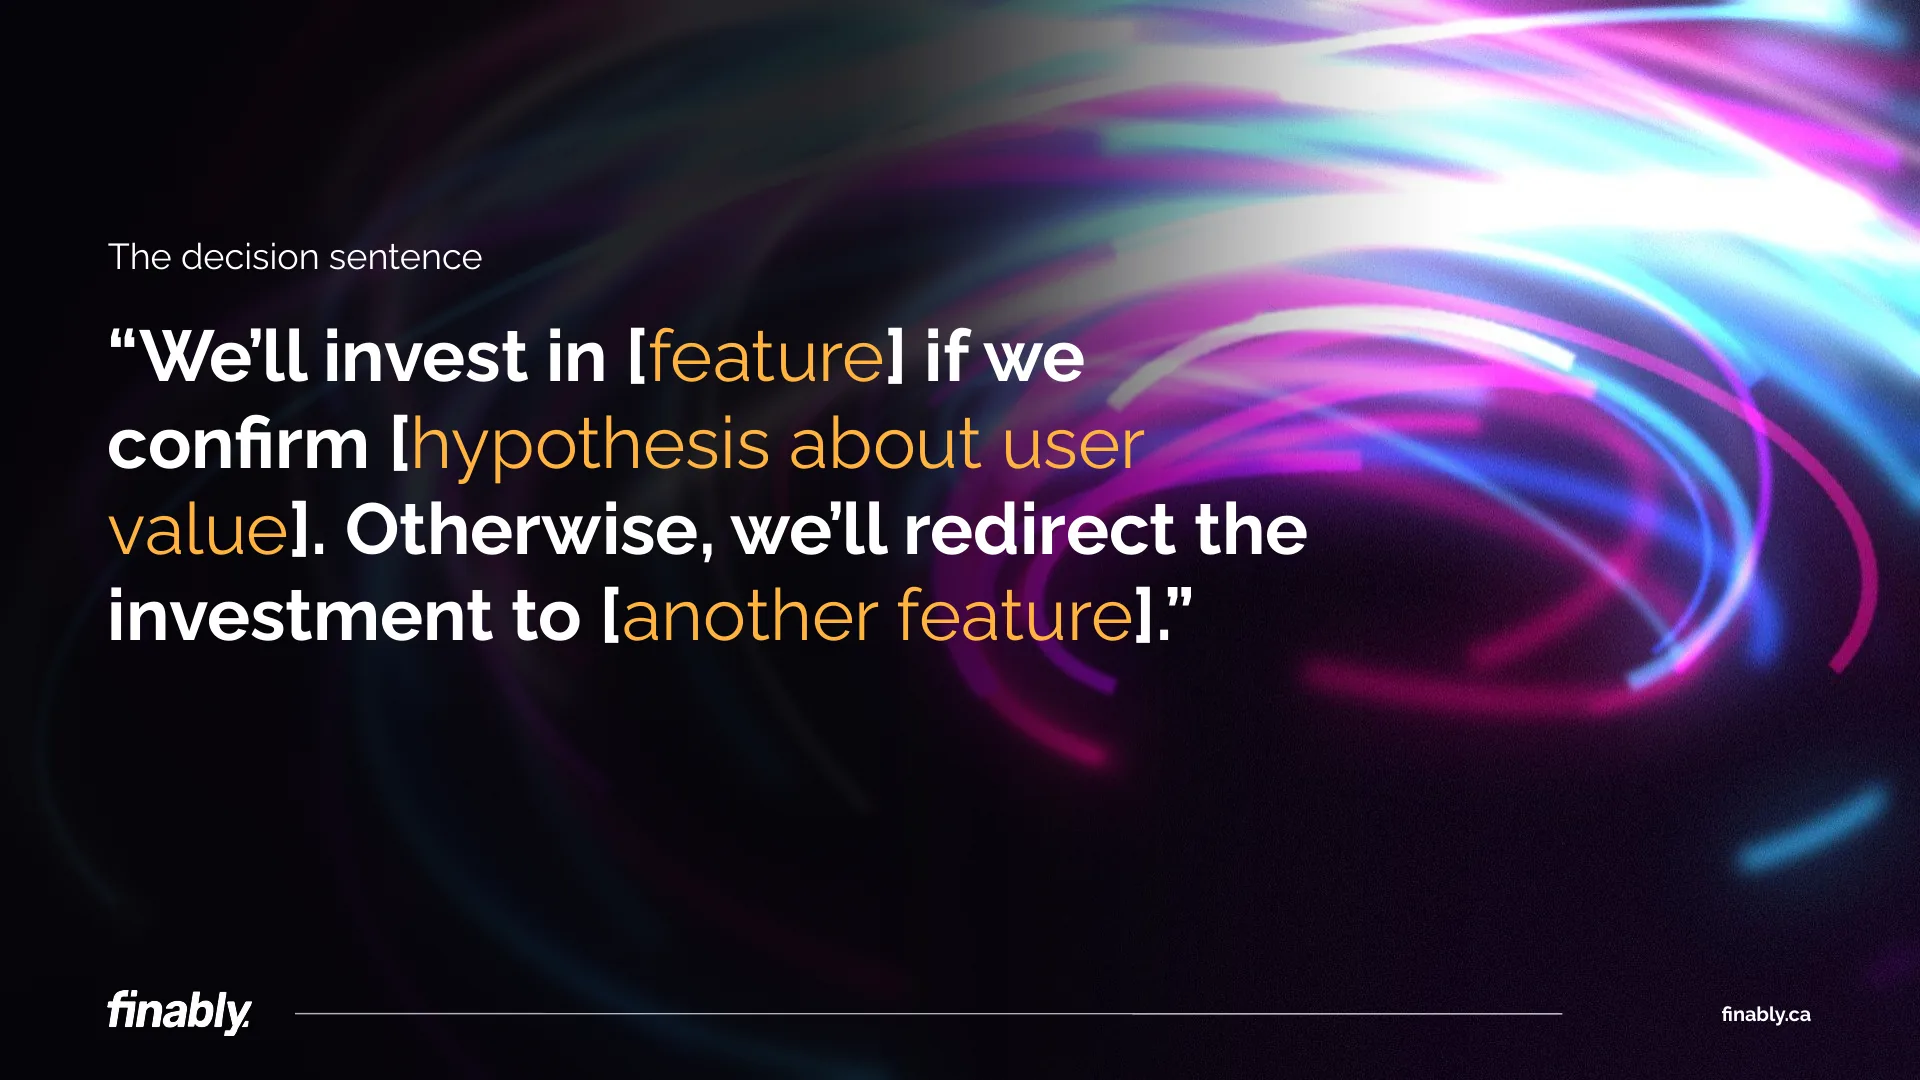 The decision sentence
“We’ll invest in [feature] if we
confirm [hypothesis about user
value]. Otherwise, we’ll redirect the
investment to [another feature].”
finably.
finably.ca